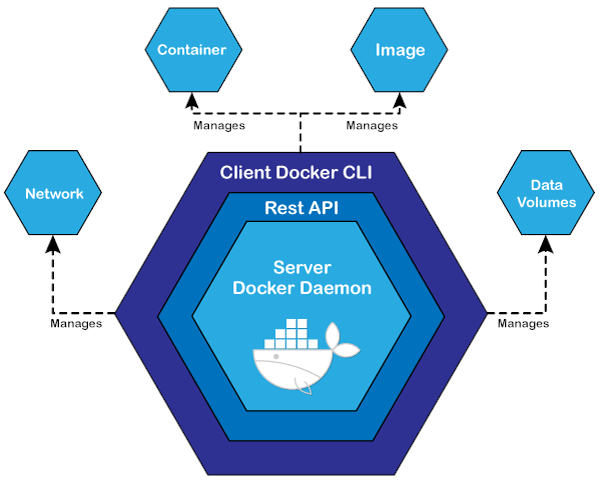 Container
Image
Manages
Manages
Client Docker CLI
Network
Rest API
Data
Volumes
Server
Docker Daemon
Manages
Manages